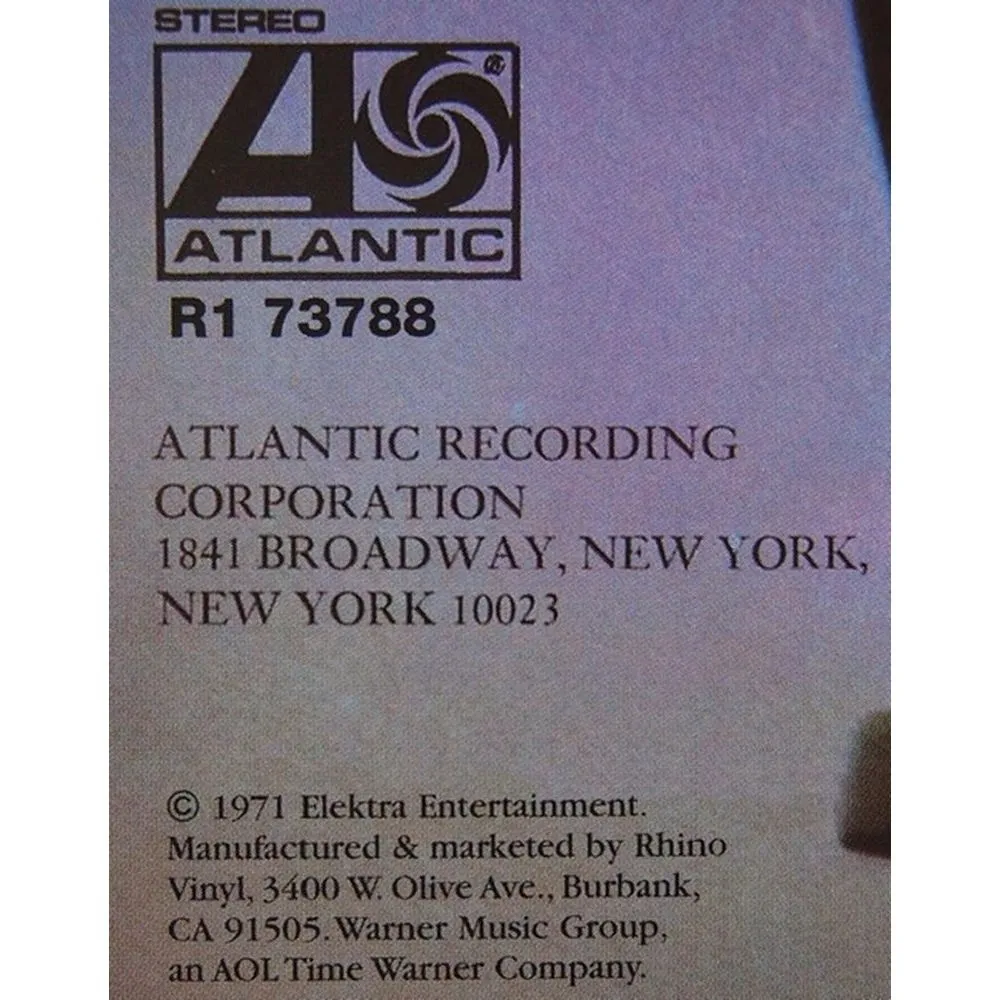 STEREO
ATLANTIC
R1 73788
ATLANTIC RECORDING
CORPORATION
1841 BROADWAY, NEW YORK,
NEW YORK 10023
© 1971 Elektra Entertainment.
Manufactured & marketed by Rhino
Vinyl, 3400 W. Olive Ave., Burbank,
CA 91505. Warner Music Group,
an AOL Time Warner Company.